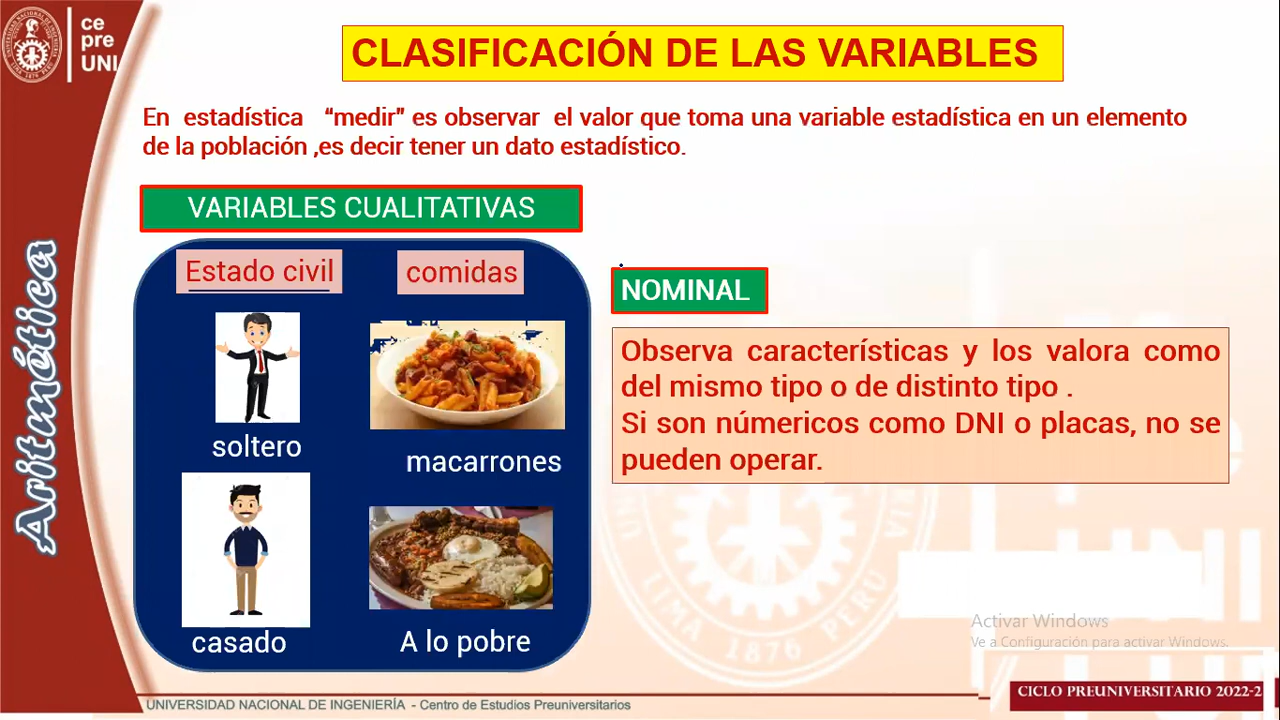 ce
pre
UNI
CLASIFICACIÓN DE LAS VARIABLES
En estadística “medir” es observar el valor que toma una variable estadística en un elemento
de la población ,es decir tener un dato estadístico.
VARIABLES CUALITATIVAS
Estado civil
comidas
soltero
macarrones
casado
A lo pobre
NOMINAL
Observa características y los valora como
del mismo tipo o de distinto tipo .
Si son númericos como DNI o placas, no se
pueden operar.
Aritmética
1876
PERU
Activar Windows
Ve a Configuración para activar Windows.
CICLO PREUNIVERSITARIO 2022-2
UNIVERSIDAD NACIONAL DE INGENIERÍA - Centro de Estudios Preuniversitarios